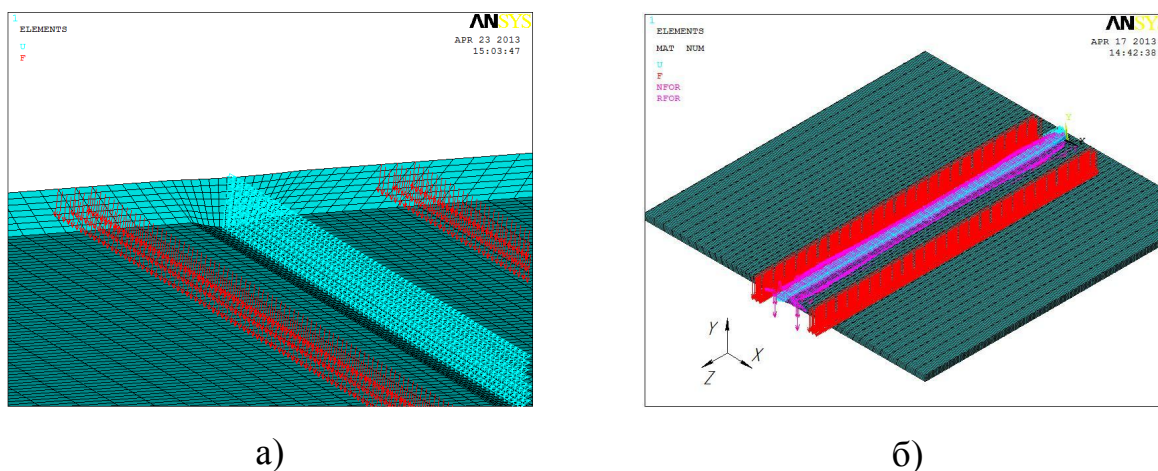 1
ELEMENTS
U
F
ANSYS
APR 23 2013
15:03:47
1
ELEMENTS
MAT NUM
U
F
NFOR
RFOR
ANSY
APR 17 2013
14:42:38
Y
X
Y
X
Z
а)
б)